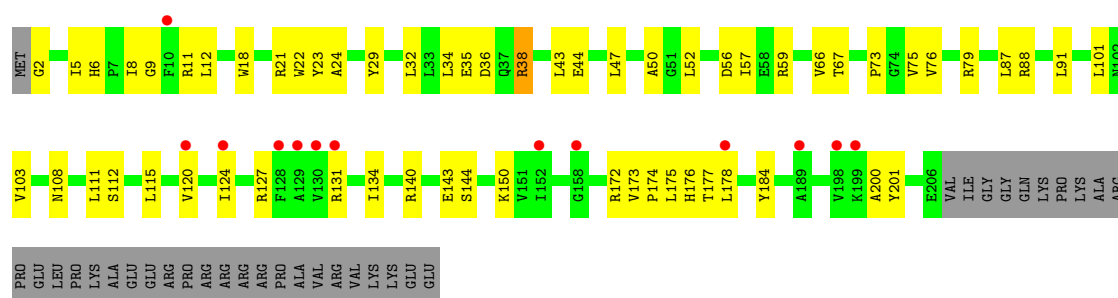 MET G2 I5 H6 P7 I8 G9 F10 R11 L12 W18 R21 W22 Y23 A24 Y29 L32 L33 L34 E35 D36 Q37 R38 L43 E44 L47 A50 G51 L52 D56 I57 E58 R59 V66 T67 P73 G74 V75 V76 R79 L87 R88 L91 L101 N102
V103 N108 L111 S112 L115 V120 I124 R127 F128 A129 V130 R131 I134 R140 E143 S144 K150 V151 I152 G158 R172 V173 P174 L175 H176 T177 L178 Y184 A189 V198 K199 A200 Y201 E206 VAL ILE GLY GLY GLN LYS PRO LYS ALA ARG
PRO GLU LEU PRO LYS ALA GLU GLU ARG PRO ARG ARG ARG ARG PRO ALA VAL ARG VAL LYS LYS GLU GLU